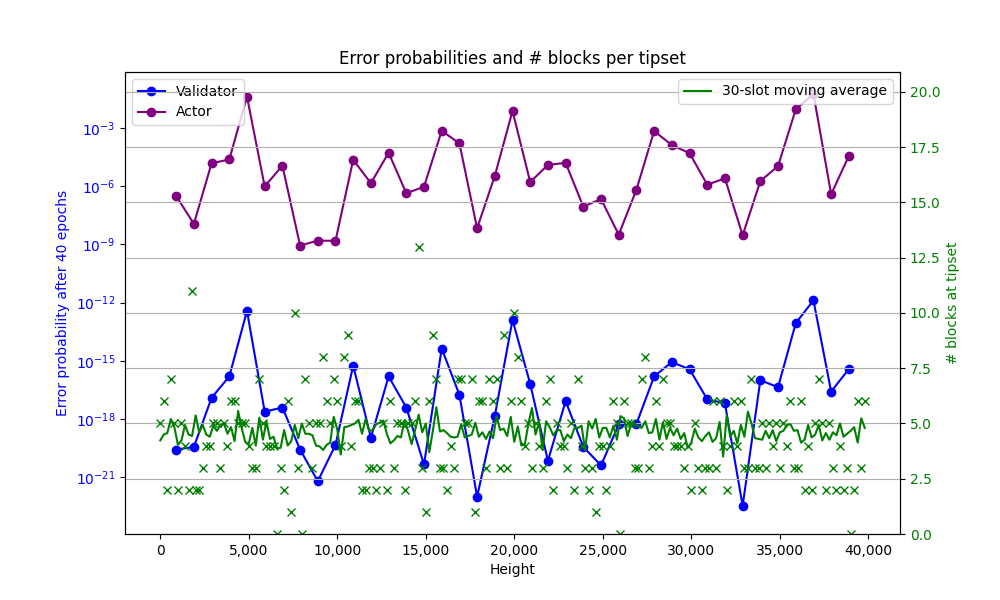 Error probabilities and # blocks per tipset
Validator
Actor
30-slot moving average
Error probability after 40 epochs
10⁻³
10⁻⁶
10⁻⁹
10⁻¹²
10⁻¹⁵
10⁻¹⁸
10⁻²¹
20.0
17.5
15.0
12.5
10.0
7.5
5.0
2.5
0.0
# blocks at tipset
0 5,000 10,000 15,000 20,000 25,000 30,000 35,000 40,000
Height